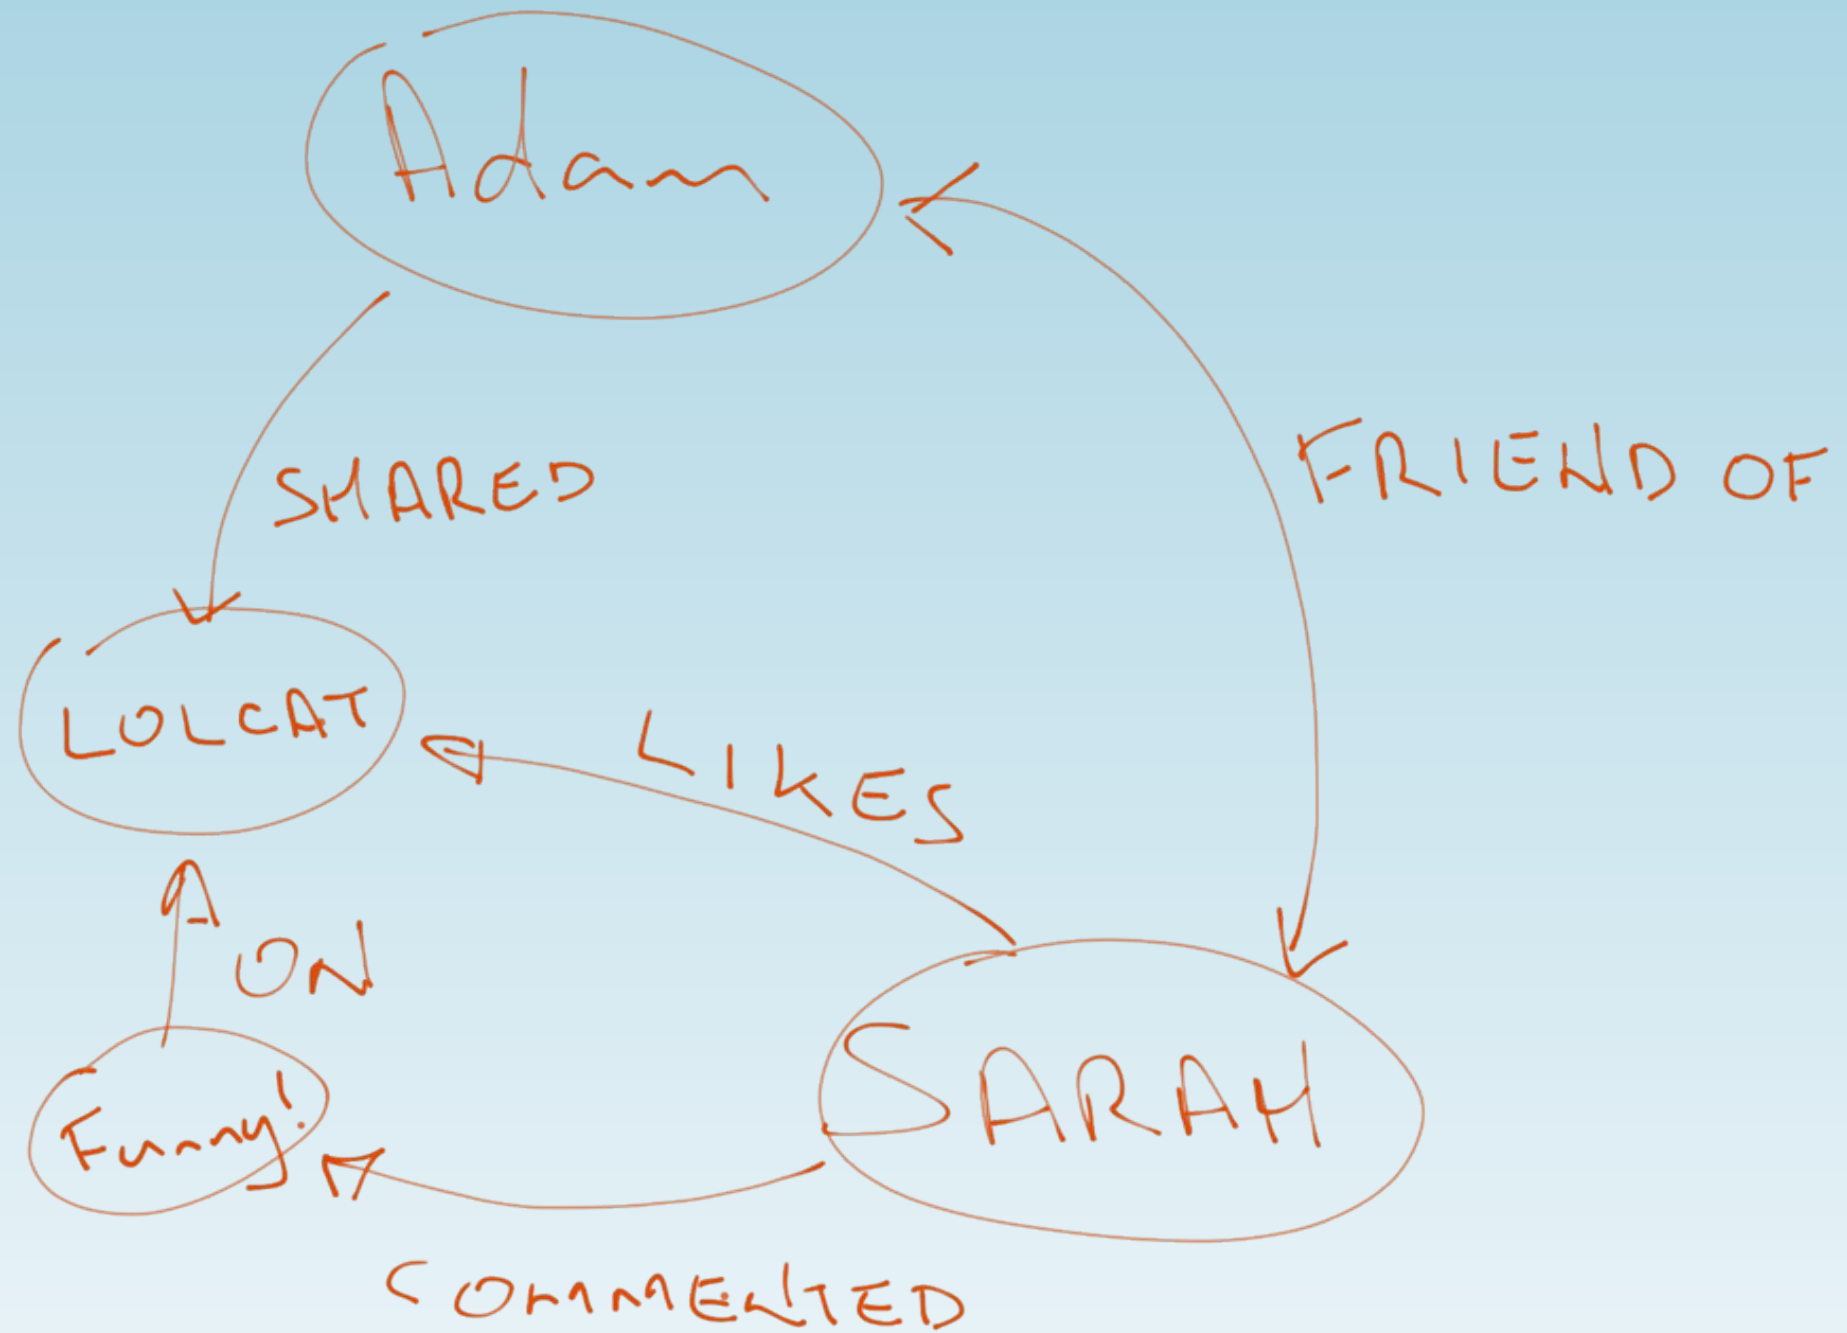 Adam
SHARED
FRIEND OF
LOLCAT
LIKES
ON
Funny!
SARAH
COMMENTED